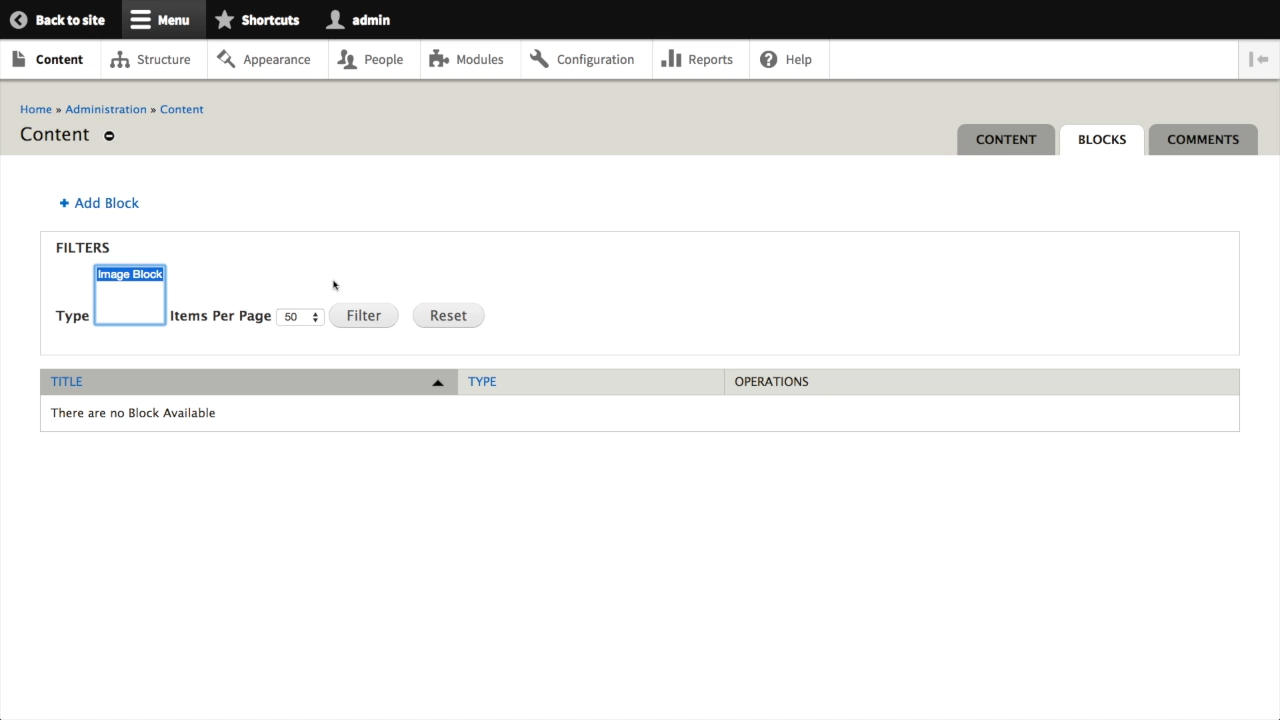 Back to site Menu Shortcuts admin
Content Structure Appearance People Modules Configuration Reports Help
Home » Administration » Content
Content
CONTENT BLOCKS COMMENTS
+ Add Block
FILTERS
Image Block
Type Items Per Page 50 Filter Reset
TITLE TYPE OPERATIONS
There are no Block Available